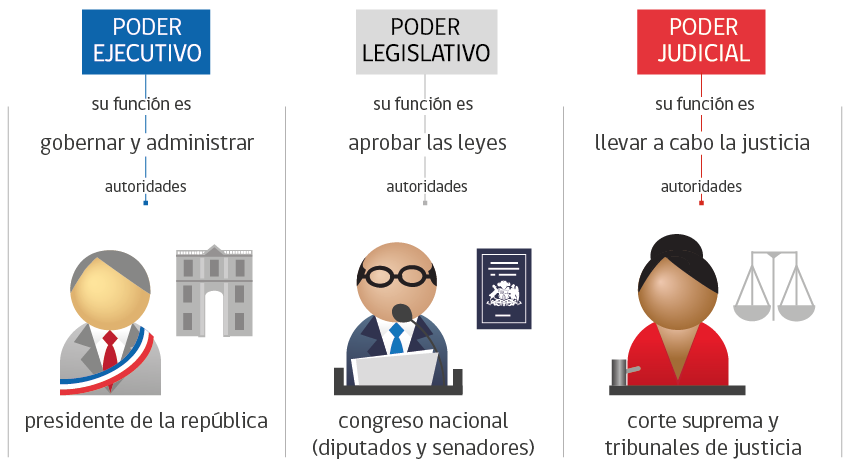 PODER
EJECUTIVO
su función es
gobernar y administrar
autoridades
presidente de la república
PODER
LEGISLATIVO
su función es
aprobar las leyes
autoridades
congreso nacional
(diputados y senadores)
PODER
JUDICIAL
su función es
llevar a cabo la justicia
autoridades
corte suprema y
tribunales de justicia